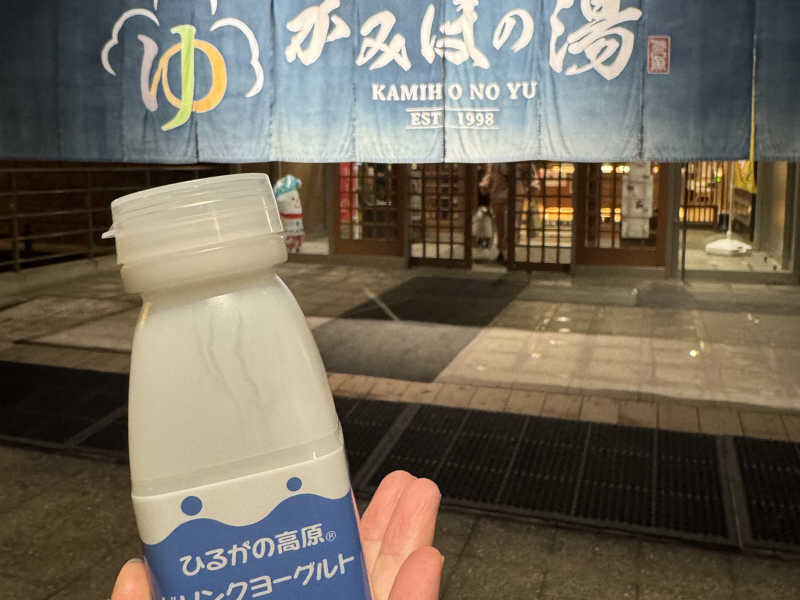 ゆ
かみほの湯
KAMIHO NO YU
EST 1998
ひるがの高原®
ドリンクヨーグルト